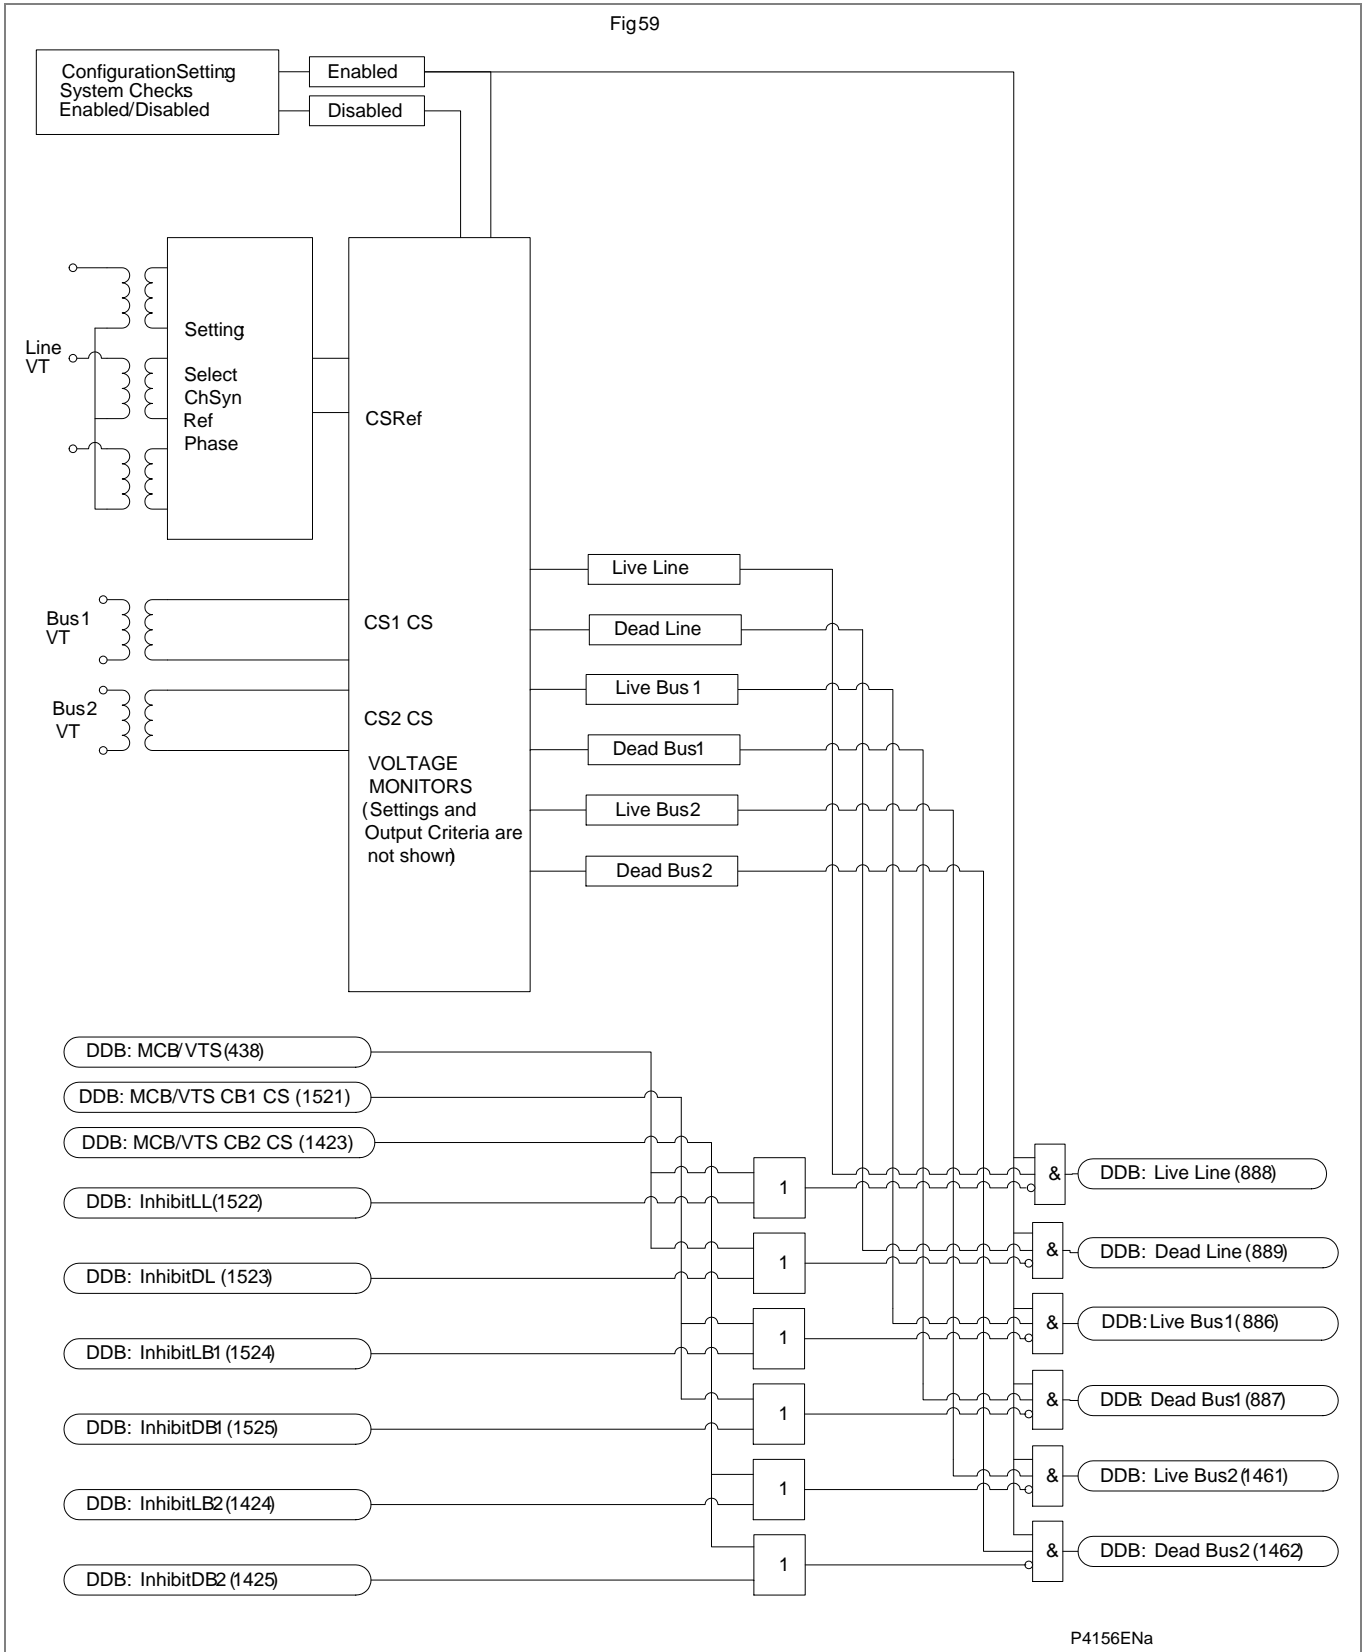 Fig59
ConfigurationSetting
System Checks
Enabled/Disabled
Enabled
Disabled
Line
VT
Setting:
Select
ChSyn
Ref
Phase
CSRef
Bus1
VT
CS1 CS
Bus2
VT
CS2 CS
VOLTAGE
MONITORS
(Settings and
Output Criteria are
not shown)
Live Line
Dead Line
Live Bus 1
Dead Bus1
Live Bus2
Dead Bus2
DDB: MCB/VTS(438)
DDB: MCB/VTS CB1 CS (1521)
DDB: MCB/VTS CB2 CS (1423)
DDB: InhibitLL(1522)
1
&
DDB: Live Line(888)
DDB: InhibitDL (1523)
1
&
DDB: Dead Line(889)
DDB: InhibitLB1(1524)
1
&
DDB:Live Bus1(886)
DDB: InhibitDB1(1525)
1
&
DDB: Dead Bus1(887)
DDB: InhibitLB2(1424)
1
&
DDB: Live Bus2(1461)
DDB: InhibitDB2(1425)
1
&
DDB: Dead Bus2(1462)
P4156ENa